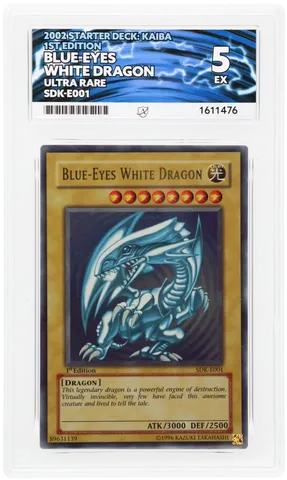 2002 STARTER DECK: KAIBA
1ST EDITION
BLUE-EYES
WHITE DRAGON
ULTRA RARE
SDK-E001
5
EX
1611476
BLUE-EYES WHITE DRAGON
1st Edition
SDK-E001
[DRAGON]
This legendary dragon is a powerful engine of destruction.
Virtually invincible, very few have faced this awesome
creature and lived to tell the tale.
ATK/3000 DEF/2500
89631139
©1996 KAZUKI TAKAHASHI